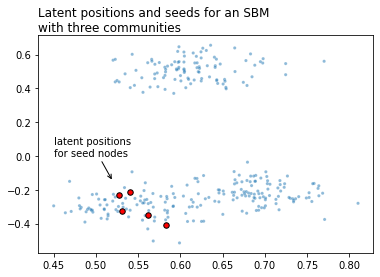 Latent positions and seeds for an SBM
with three communities
0.6
0.4
0.2
0.0
−0.2
−0.4
latent positions
for seed nodes
0.45 0.50 0.55 0.60 0.65 0.70 0.75 0.80